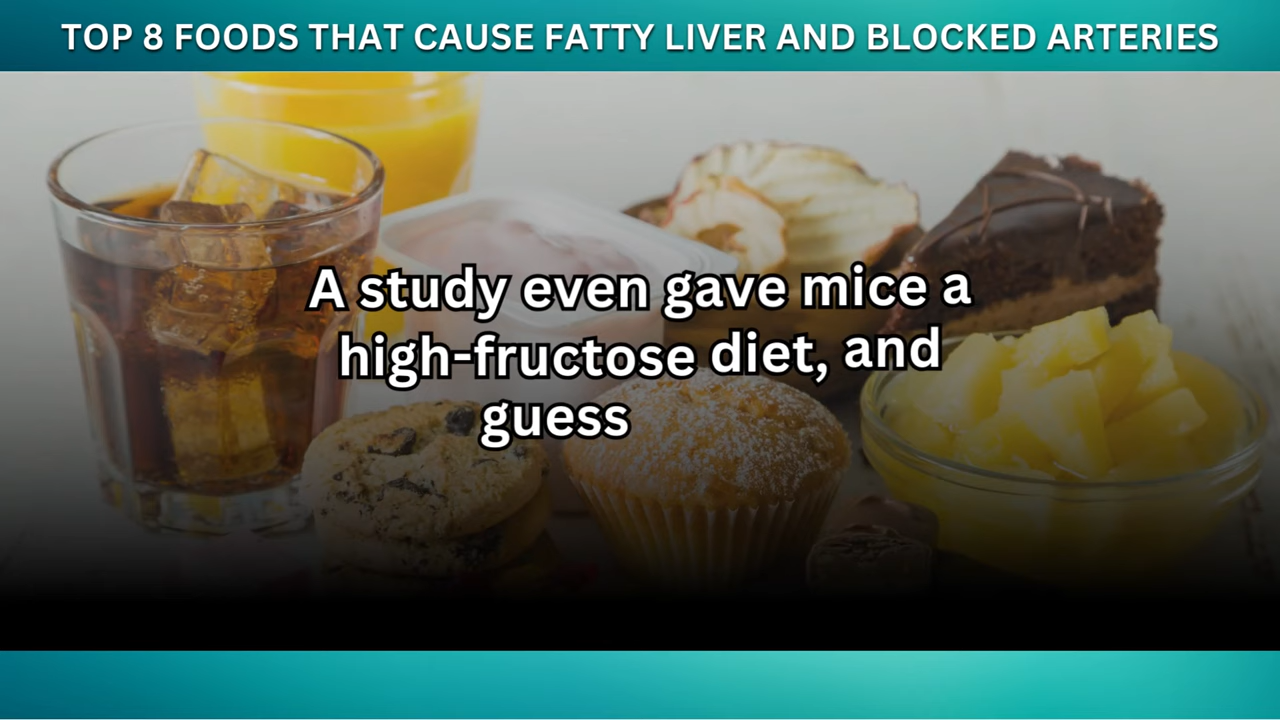 TOP 8 FOODS THAT CAUSE FATTY LIVER AND BLOCKED ARTERIES
A study even gave mice a
high-fructose diet, and
guess